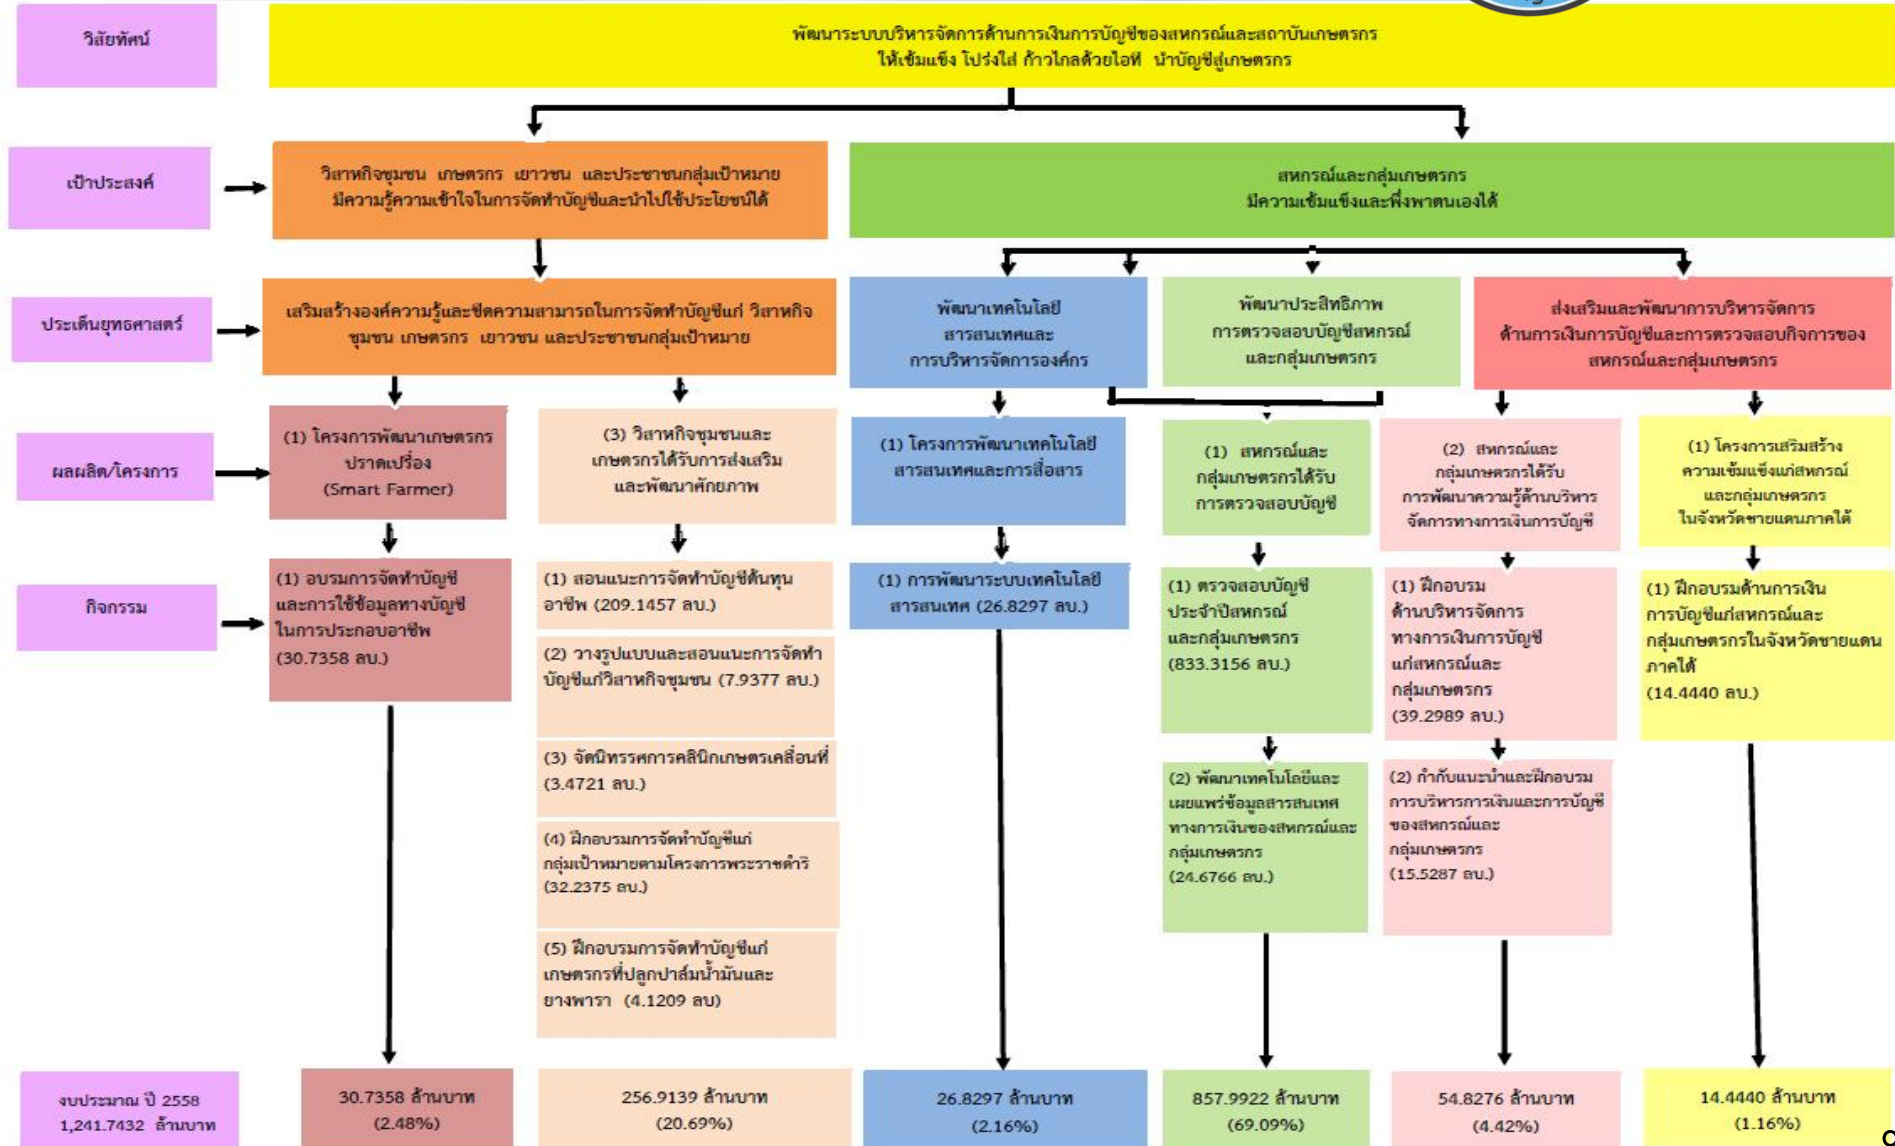 วิสัยทัศน์
พัฒนาระบบบริหารจัดการด้านการเงินการบัญชีของสหกรณ์และสถาบันเกษตรกร
ให้เข้มแข็ง โปร่งใส ก้าวไกลด้วยไอที นำบัญชีสู่เกษตรกร
เป้าประสงค์
วิสาหกิจชุมชน เกษตรกร เยาวชน และประชาชนกลุ่มเป้าหมาย
มีความรู้ความเข้าใจในการจัดทำบัญชีและนำไปใช้ประโยชน์ได้
สหกรณ์และกลุ่มเกษตรกร
มีความเข้มแข็งและพึ่งพาตนเองได้
ประเด็นยุทธศาสตร์
เสริมสร้างองค์ความรู้และขีดความสามารถในการจัดทำบัญชีแก่ วิสาหกิจ
ชุมชน เกษตรกร เยาวชน และประชาชนกลุ่มเป้าหมาย
พัฒนาเทคโนโลยี
สารสนเทศและ
การบริหารจัดการองค์กร
พัฒนาประสิทธิภาพ
การตรวจสอบบัญชีสหกรณ์
และกลุ่มเกษตรกร
ส่งเสริมและพัฒนาการบริหารจัดการ
ด้านการเงินการบัญชีและการตรวจสอบกิจการของ
สหกรณ์และกลุ่มเกษตรกร
ผลผลิต/โครงการ
(1) โครงการพัฒนาเกษตรกร
ปราดเปรื่อง
(Smart Farmer)
(3) วิสาหกิจชุมชนและ
เกษตรกรได้รับการส่งเสริม
และพัฒนาศักยภาพ
(1) โครงการพัฒนาเทคโนโลยี
สารสนเทศและการสื่อสาร
(1) สหกรณ์และ
กลุ่มเกษตรกรได้รับ
การตรวจสอบบัญชี
(2) สหกรณ์และ
กลุ่มเกษตรกรได้รับ
การพัฒนาความรู้ด้านบริหาร
จัดการทางการเงินการบัญชี
(1) โครงการเสริมสร้าง
ความเข้มแข็งแก่สหกรณ์
และกลุ่มเกษตรกร
ในจังหวัดชายแดนภาคใต้
กิจกรรม
(1) อบรมการจัดทำบัญชี
และการใช้ข้อมูลทางบัญชี
ในการประกอบอาชีพ
(30.7358 ลบ.)
(1) สอนแนะการจัดทำบัญชีต้นทุน
อาชีพ (209.1457 ลบ.)
(2) วางรูปแบบและสอนแนะการจัดทำ
บัญชีแก่วิสาหกิจชุมชน (7.9377 ลบ.)
(3) จัดนิทรรศการคลินิกเกษตรเคลื่อนที่
(3.4721 ลบ.)
(4) ฝึกอบรมการจัดทำบัญชีแก่
กลุ่มเป้าหมายตามโครงการพระราชดำริ
(32.2375 ลบ.)
(5) ฝึกอบรมการจัดทำบัญชีแก่
เกษตรกรที่ปลูกปาล์มน้ำมันและ
ยางพารา (4.1209 ลบ)
(1) การพัฒนาระบบเทคโนโลยี
สารสนเทศ (26.8297 ลบ.)
(1) ตรวจสอบบัญชี
ประจำปีสหกรณ์
และกลุ่มเกษตรกร
(833.3156 ลบ.)
(2) พัฒนาเทคโนโลยีและ
เผยแพร่ข้อมูลสารสนเทศ
ทางการเงินของสหกรณ์และ
กลุ่มเกษตรกร
(24.6766 ลบ.)
(1) ฝึกอบรม
ด้านบริหารจัดการ
ทางการเงินการบัญชี
แก่สหกรณ์และ
กลุ่มเกษตรกร
(39.2989 ลบ.)
(2) กำกับแนะนำและฝึกอบรม
การบริหารการเงินและการบัญชี
ของสหกรณ์และ
กลุ่มเกษตรกร
(15.5287 ลบ.)
(1) ฝึกอบรมด้านการเงิน
การบัญชีแก่สหกรณ์และ
กลุ่มเกษตรกรในจังหวัดชายแดน
ภาคใต้
(14.4440 ลบ.)
งบประมาณ ปี 2558
1,241.7432 ล้านบาท
30.7358 ล้านบาท
(2.48%)
256.9139 ล้านบาท
(20.69%)
26.8297 ล้านบาท
(2.16%)
857.9922 ล้านบาท
(69.09%)
54.8276 ล้านบาท
(4.42%)
14.4440 ล้านบาท
(1.16%)